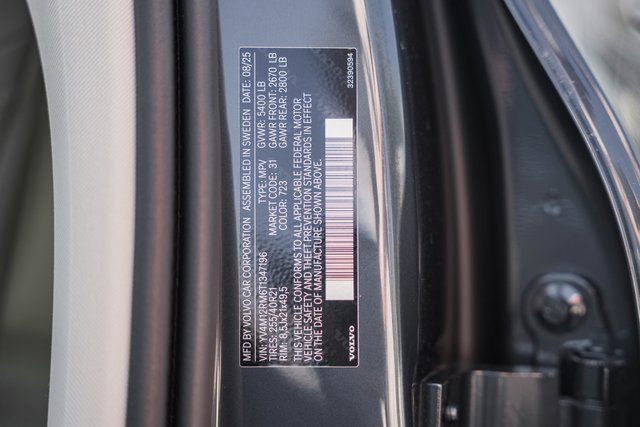 MFD BY VOLVO CAR CORPORATION ASSEMBLED IN SWEDEN DATE: 08/25
VIN: YV4M12RM6T1347196 GVWR: 5400 LB
TIRES: 255/40R21 TYPE: MPV GAWR FRONT: 2670 LB
RIM: 8,5Jx21x49,5 MARKET CODE: 31 GAWR REAR: 2800 LB
COLOR: 723
THIS VEHICLE CONFORMS TO ALL APPLICABLE FEDERAL MOTOR
VEHICLE SAFETY AND THEFT PREVENTION STANDARDS IN EFFECT
ON THE DATE OF MANUFACTURE SHOWN ABOVE.
VOLVO
32390594